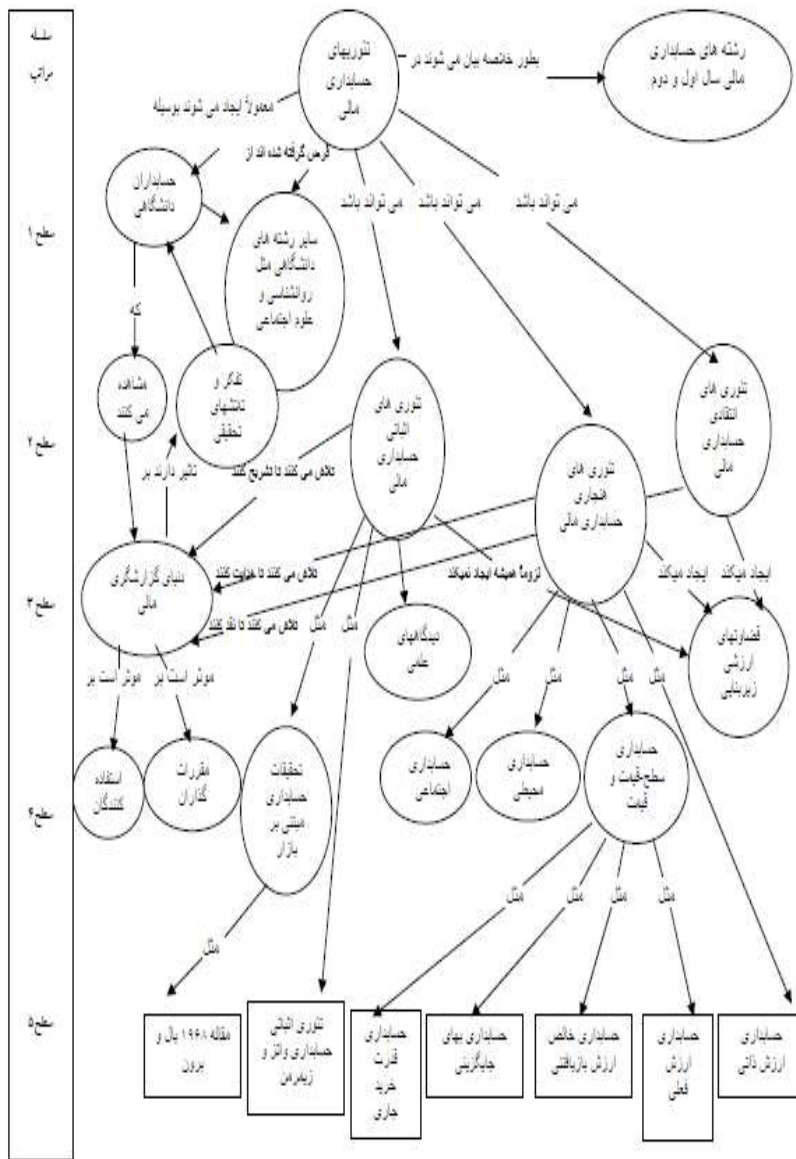 سلسله
مراتب
سطح ۱
سطح ۲
سطح ۳
سطح ۴
سطح ۵
رشته های حسابداری
مالی سال اول و دوم
بطور خلاصه بیان می شوند در
تئوریهای
حسابداری
مالی
معمولاً ایجاد می شوند بوسیله
قرض گرفته شده اند از
می تواند باشد
می تواند باشد
می تواند باشد
حسابداران
دانشگاهی
سایر رشته های
دانشگاهی مثل
روانشناسی و
علوم اجتماعی
که
مشاهده
می کنند
تفکر و
تلاشهای
تحقیقی
تئوری های
اثباتی
حسابداری
مالی
تئوری های
هنجاری
حسابداری مالی
تئوری های
انتقادی
حسابداری
مالی
تاثیر دارند بر
تلاش می کنند تا تشریح کنند
تلاش می کنند تا هدایت کنند
تلاش می کنند تا نقد کنند
لزوماً همیشه ایجاد نمیکند
ایجاد میکند
ایجاد میکند
دنیای گزارشگری
مالی
دیدگاههای
علمی
قضاوتهای
ارزشی
زیربنایی
موثر است بر
موثر است بر
مثل
مثل
مثل
مثل
مثل
مثل
استفاده
کنندگان
مقررات
گذاران
تحقیقات
حسابداری
مبتنی بر
بازار
حسابداری
اجتماعی
حسابداری
محیطی
حسابداری
سطح-قیمت و
قیمت
مثل
مثل
مثل
مثل
مثل
مقاله ۱۹۶۸ بال و
برون
تئوری اثباتی
حسابداری واتز و
زیمرمن
حسابداری
قدرت
خرید
جاری
حسابداری بهای
جایگزینی
حسابداری خالص
ارزش بازیافتنی
حسابداری
ارزش
فعلی
حسابداری
ارزش ذاتی